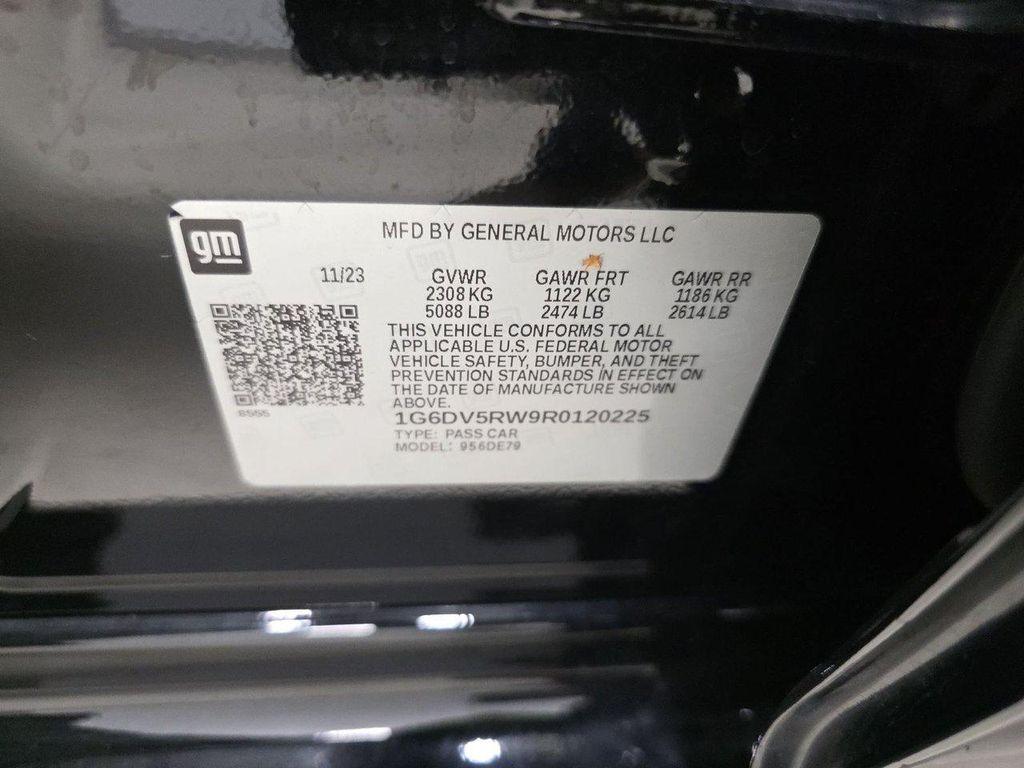 gm
MFD BY GENERAL MOTORS LLC
11/23 GVWR GAWR FRT GAWR RR
2308 KG 1122 KG 1186 KG
5088 LB 2474 LB 2614 LB
THIS VEHICLE CONFORMS TO ALL
APPLICABLE U.S. FEDERAL MOTOR
VEHICLE SAFETY, BUMPER, AND THEFT
PREVENTION STANDARDS IN EFFECT ON
THE DATE OF MANUFACTURE SHOWN
ABOVE.
1G6DV5RW9R0120225
TYPE: PASS CAR
MODEL: 956DE79